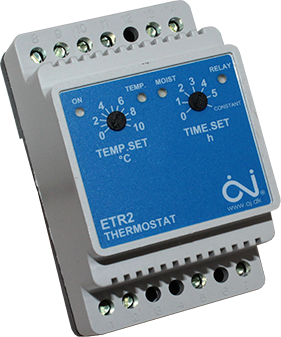 RELAY
MOIST
TEMP.
ON
0 2 4 6 8 10
0 1 2 3 4 5
CONSTANT
TEMP.SET
°C
TIME.SET
h
OJ
®
www.oj.dk
ETR2
THERMOSTAT